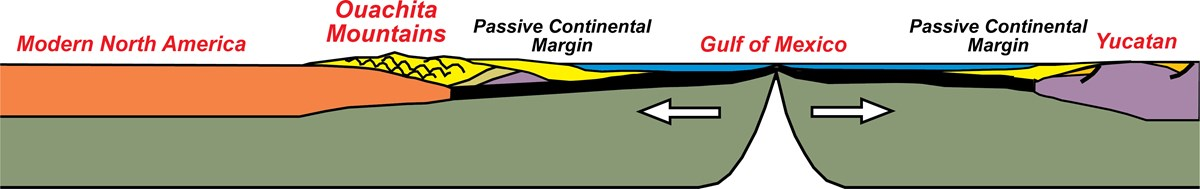 Modern North America
Ouachita
Mountains
Passive Continental
Margin
Gulf of Mexico
Passive Continental
Margin
Yucatan